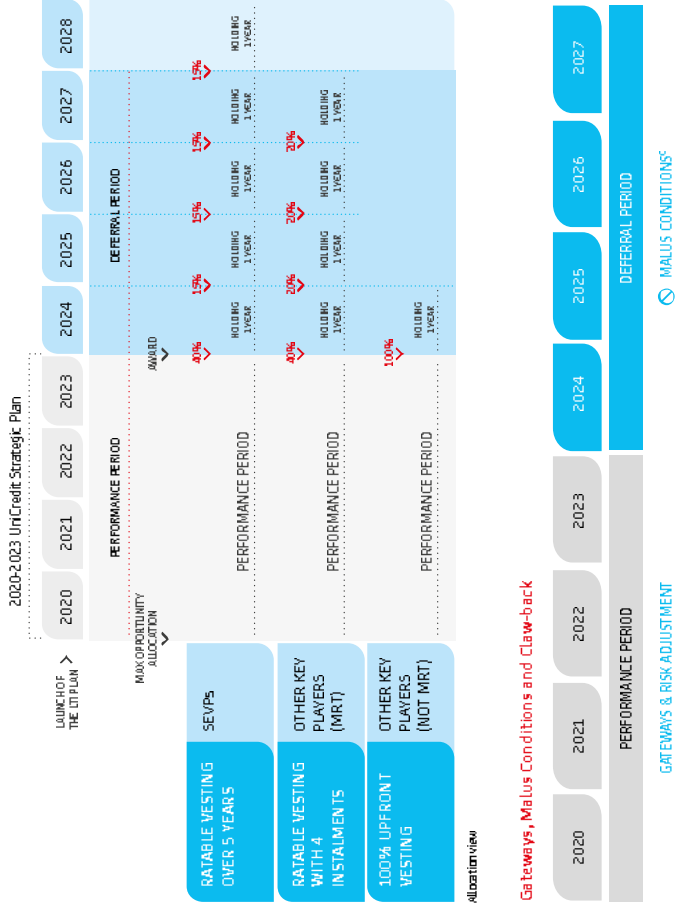 2020-2023 UniCredit Strategic Plan
LAUNCH OF
THE LTI PLAN
2020
2021
2022
2023
2024
2025
2026
2027
2028
PERFORMANCE PERIOD
DEFERRAL PERIOD
MAX OPPORTUNITY
ALLOCATION
AWARD
RATABLE VESTING
OVER 5 YEARS
SEVPs
PERFORMANCE PERIOD
40%
HOLDING
1 YEAR
15%
HOLDING
1 YEAR
15%
HOLDING
1 YEAR
15%
HOLDING
1 YEAR
15%
HOLDING
1 YEAR
RATABLE VESTING
WITH 4
INSTALMENTS
OTHER KEY
PLAYERS
(MRT)
PERFORMANCE PERIOD
40%
HOLDING
1 YEAR
20%
HOLDING
1 YEAR
20%
HOLDING
1 YEAR
20%
HOLDING
1 YEAR
100% UPFRONT
VESTING
OTHER KEY
PLAYERS
(NOT MRT)
PERFORMANCE PERIOD
100%
HOLDING
1 YEAR
Allocation view
Gateways, Malus Conditions and Claw-back
2020
2021
2022
2023
2024
2025
2026
2027
PERFORMANCE PERIOD
DEFERRAL PERIOD
GATEWAYS & RISK ADJUSTMENT
MALUS CONDITIONSᶜ